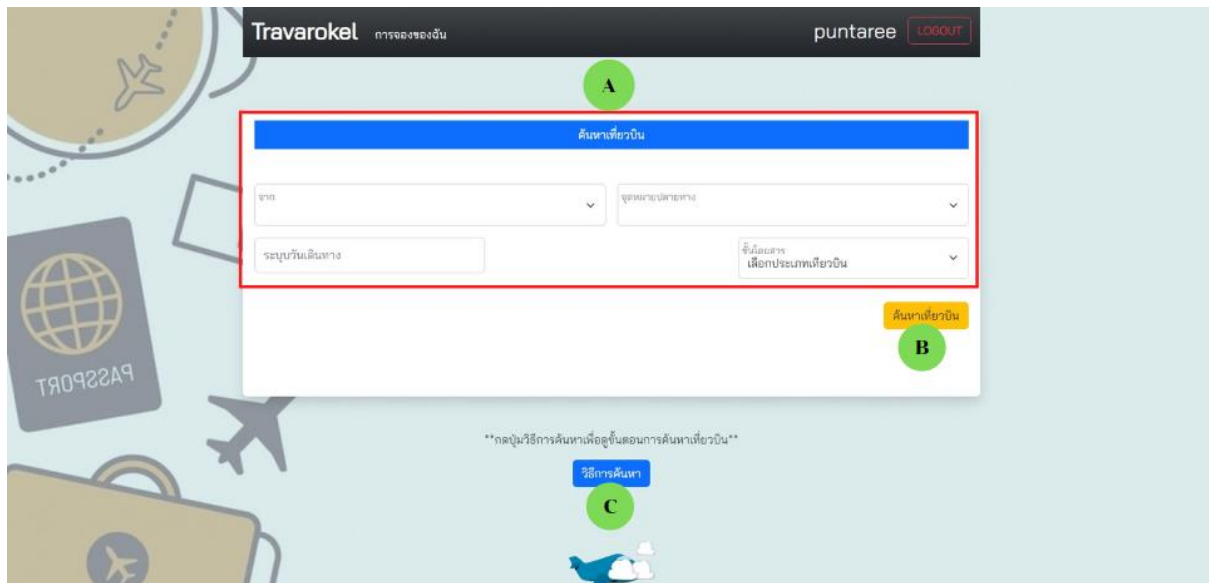 Travarokel การจองของฉัน puntaree LOGOUT
A
ค้นหาเที่ยวบิน
จาก จุดหมายปลายทาง
ระบุวันเดินทาง ชั้นโดยสาร
เลือกประเภทเที่ยวบิน
ค้นหาเที่ยวบิน
B
PASSPORT
**กดปุ่มวิธีการค้นหาเพื่อดูขั้นตอนการค้นหาเที่ยวบิน**
วิธีการค้นหา
C